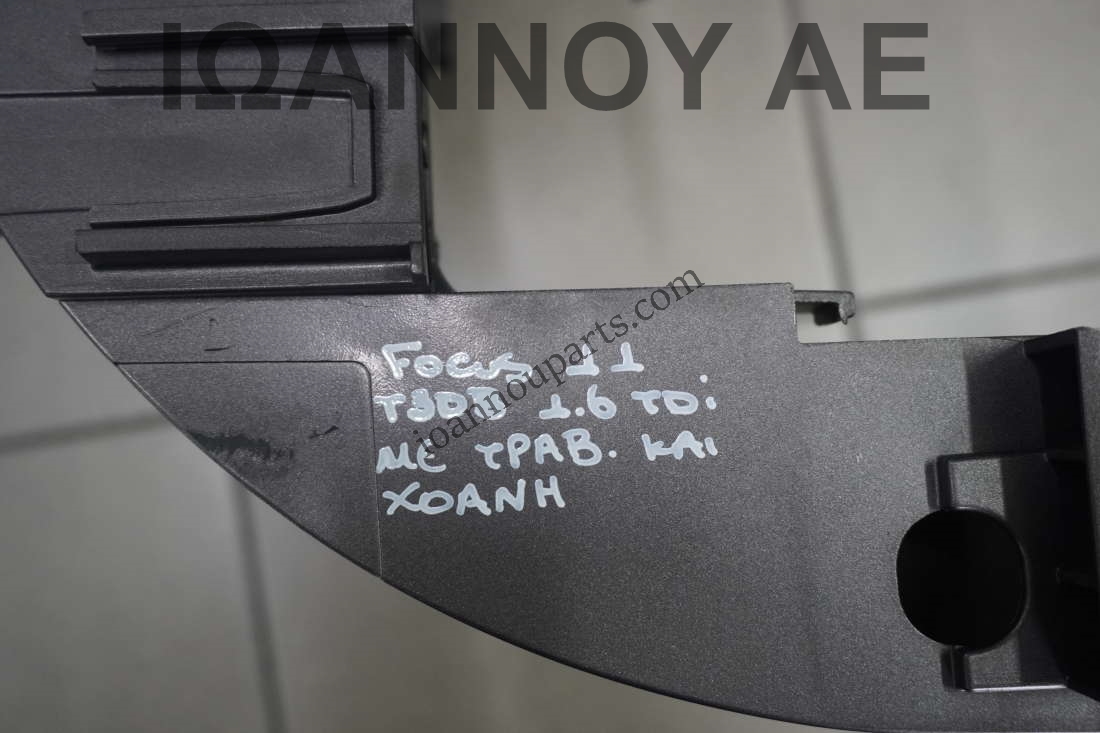 ΙΩΑΝΝΟΥ ΑΕ
ioannouparts.com
Focus 11
T3DB 1.6 TDi
ΜΕ ΤΡΑΒ. ΚΑΙ
ΧΟΑΝΗ